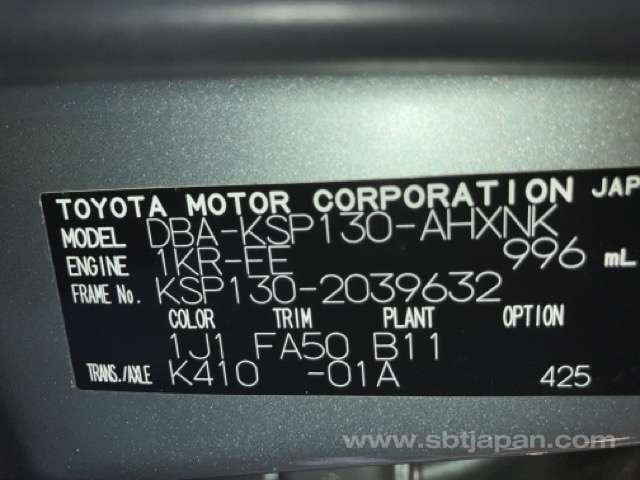 TOYOTA MOTOR CORPORATION JAP
MODEL DBA-KSP130-AHXNK
ENGINE 1KR-FE 996 mL
FRAME No. KSP130-2039632
COLOR TRIM PLANT OPTION
1J1 FA50 B11
TRANS./AXLE K410 -01A 425
www.sbtjapan.com